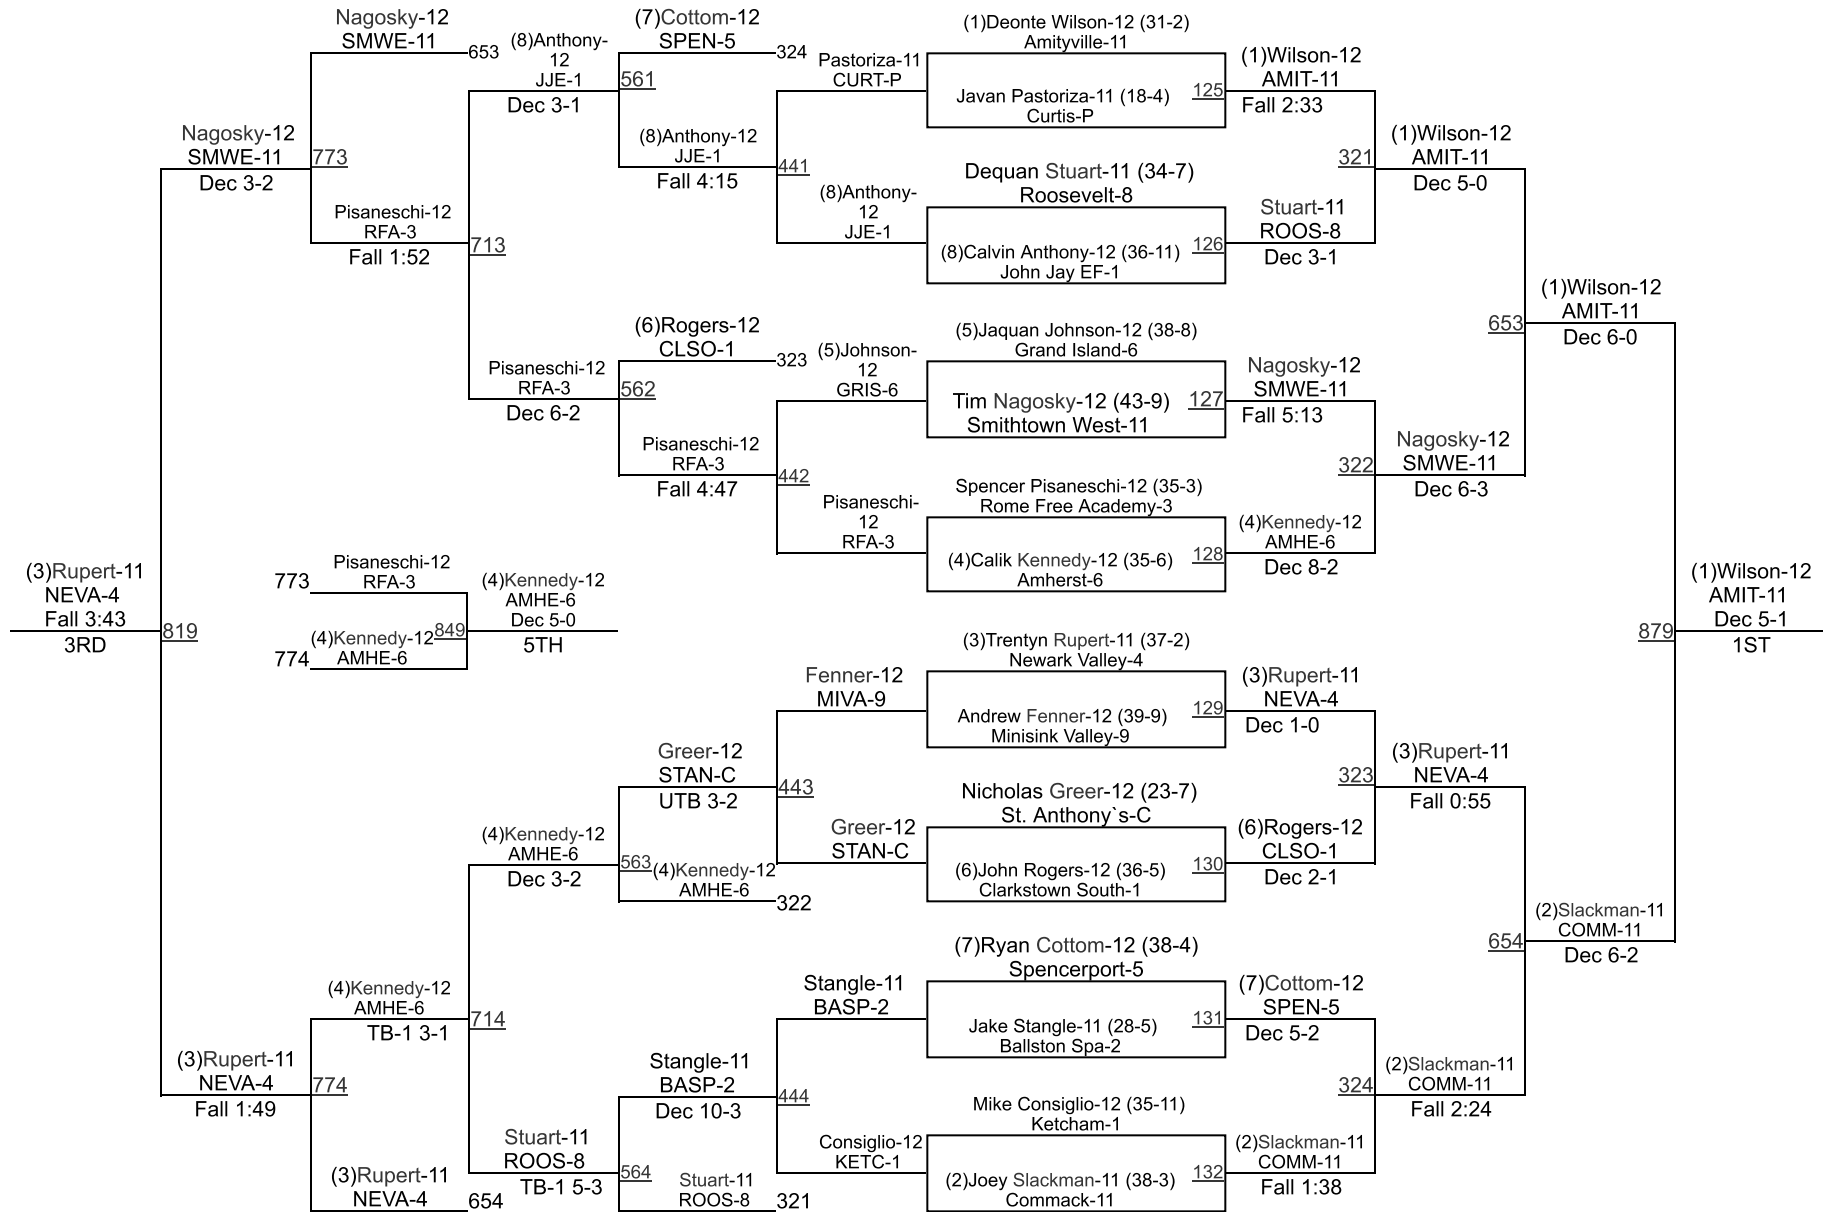 Nagosky-12
SMWE-11
653
(8)Anthony-
12
JJE-1
Dec 3-1
(7)Cottom-12
SPEN-5
324
561
Pastoriza-11
CURT-P
(1)Deonte Wilson-12 (31-2)
Amityville-11
Javan Pastoriza-11 (18-4)
Curtis-P
125
(1)Wilson-12
AMIT-11
Fall 2:33
Nagosky-12
SMWE-11
Dec 3-2
773
(8)Anthony-12
JJE-1
Fall 4:15
441
(8)Anthony-
12
JJE-1
Dequan Stuart-11 (34-7)
Roosevelt-8
(8)Calvin Anthony-12 (36-11)
John Jay EF-1
126
Stuart-11
ROOS-8
Dec 3-1
321
(1)Wilson-12
AMIT-11
Dec 5-0
Pisaneschi-12
RFA-3
Fall 1:52
713
(6)Rogers-12
CLSO-1
323
Pisaneschi-12
RFA-3
Dec 6-2
562
(5)Johnson-
12
GRIS-6
(5)Jaquan Johnson-12 (38-8)
Grand Island-6
Tim Nagosky-12 (43-9)
Smithtown West-11
127
Nagosky-12
SMWE-11
Fall 5:13
653
(1)Wilson-12
AMIT-11
Dec 6-0
Pisaneschi-12
RFA-3
Fall 4:47
442
Pisaneschi-
12
RFA-3
Spencer Pisaneschi-12 (35-3)
Rome Free Academy-3
(4)Calik Kennedy-12 (35-6)
Amherst-6
128
(4)Kennedy-12
AMHE-6
Dec 8-2
322
Nagosky-12
SMWE-11
Dec 6-3
(3)Rupert-11
NEVA-4
Fall 3:43
3RD
819
773
Pisaneschi-12
RFA-3
774
(4)Kennedy-12
AMHE-6
849
(4)Kennedy-12
AMHE-6
Dec 5-0
5TH
879
(1)Wilson-12
AMIT-11
Dec 5-1
1ST
Fenner-12
MIVA-9
(3)Trentyn Rupert-11 (37-2)
Newark Valley-4
Andrew Fenner-12 (39-9)
Minisink Valley-9
129
(3)Rupert-11
NEVA-4
Dec 1-0
Greer-12
STAN-C
UTB 3-2
443
Greer-12
STAN-C
Nicholas Greer-12 (23-7)
St. Anthony`s-C
(6)John Rogers-12 (36-5)
Clarkstown South-1
130
(6)Rogers-12
CLSO-1
Dec 2-1
323
(3)Rupert-11
NEVA-4
Fall 0:55
(4)Kennedy-12
AMHE-6
Dec 3-2
563
(4)Kennedy-12
AMHE-6
322
654
(2)Slackman-11
COMM-11
Dec 6-2
(4)Kennedy-12
AMHE-6
TB-1 3-1
714
Stangle-11
BASP-2
(7)Ryan Cottom-12 (38-4)
Spencerport-5
Jake Stangle-11 (28-5)
Ballston Spa-2
131
(7)Cottom-12
SPEN-5
Dec 5-2
(3)Rupert-11
NEVA-4
Fall 1:49
774
Stangle-11
BASP-2
Dec 10-3
444
Consiglio-12
KETC-1
Mike Consiglio-12 (35-11)
Ketcham-1
(2)Joey Slackman-11 (38-3)
Commack-11
132
(2)Slackman-11
COMM-11
Fall 1:38
324
(2)Slackman-11
COMM-11
Fall 2:24
(3)Rupert-11
NEVA-4
654
Stuart-11
ROOS-8
TB-1 5-3
564
Stuart-11
ROOS-8
321